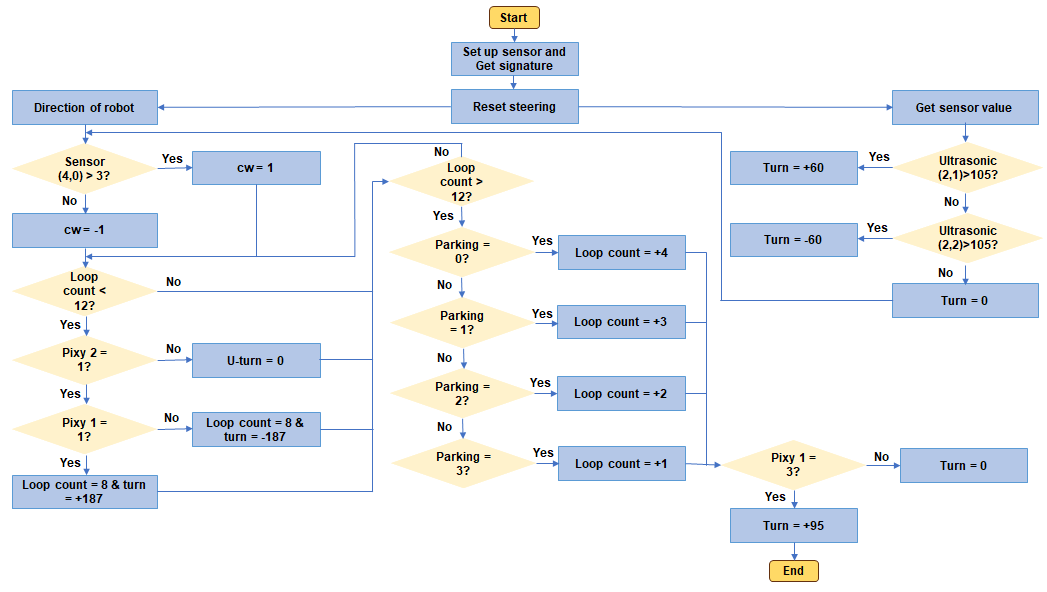 Start
Set up sensor and
Get signature
Reset steering
Direction of robot
Get sensor value
Sensor
(4,0) > 3?
Yes
cw = 1
No
cw = -1
Loop
count <
12?
No
Yes
Pixy 2 =
1?
No
U-turn = 0
Yes
Pixy 1 =
1?
No
Loop count = 8 &
turn = -187
Yes
Loop count = 8 & turn
= +187
No
Loop
count >
12?
Yes
Parking =
0?
Yes
Loop count = +4
No
Parking
= 1?
Yes
Loop count = +3
No
Parking =
2?
Yes
Loop count = +2
No
Parking =
3?
Yes
Loop count = +1
Ultrasonic
(2,1)>105?
Yes
Turn = +60
No
Ultrasonic
(2,2)>105?
Yes
Turn = -60
No
Turn = 0
Pixy 1 =
3?
No
Turn = 0
Yes
Turn = +95
End